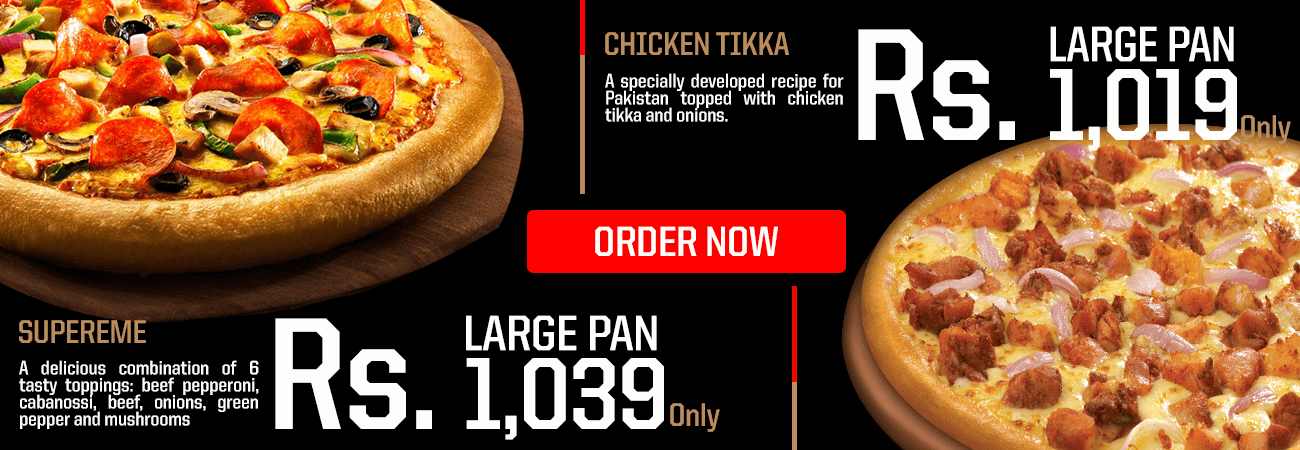 CHICKEN TIKKA
A specially developed recipe for
Pakistan topped with chicken
tikka and onions.
Rs.
LARGE PAN
1,019 Only
ORDER NOW
SUPEREME
A delicious combination of 6
tasty toppings: beef pepperoni,
cabanossi, beef, onions, green
pepper and mushrooms
Rs.
LARGE PAN
1,039 Only